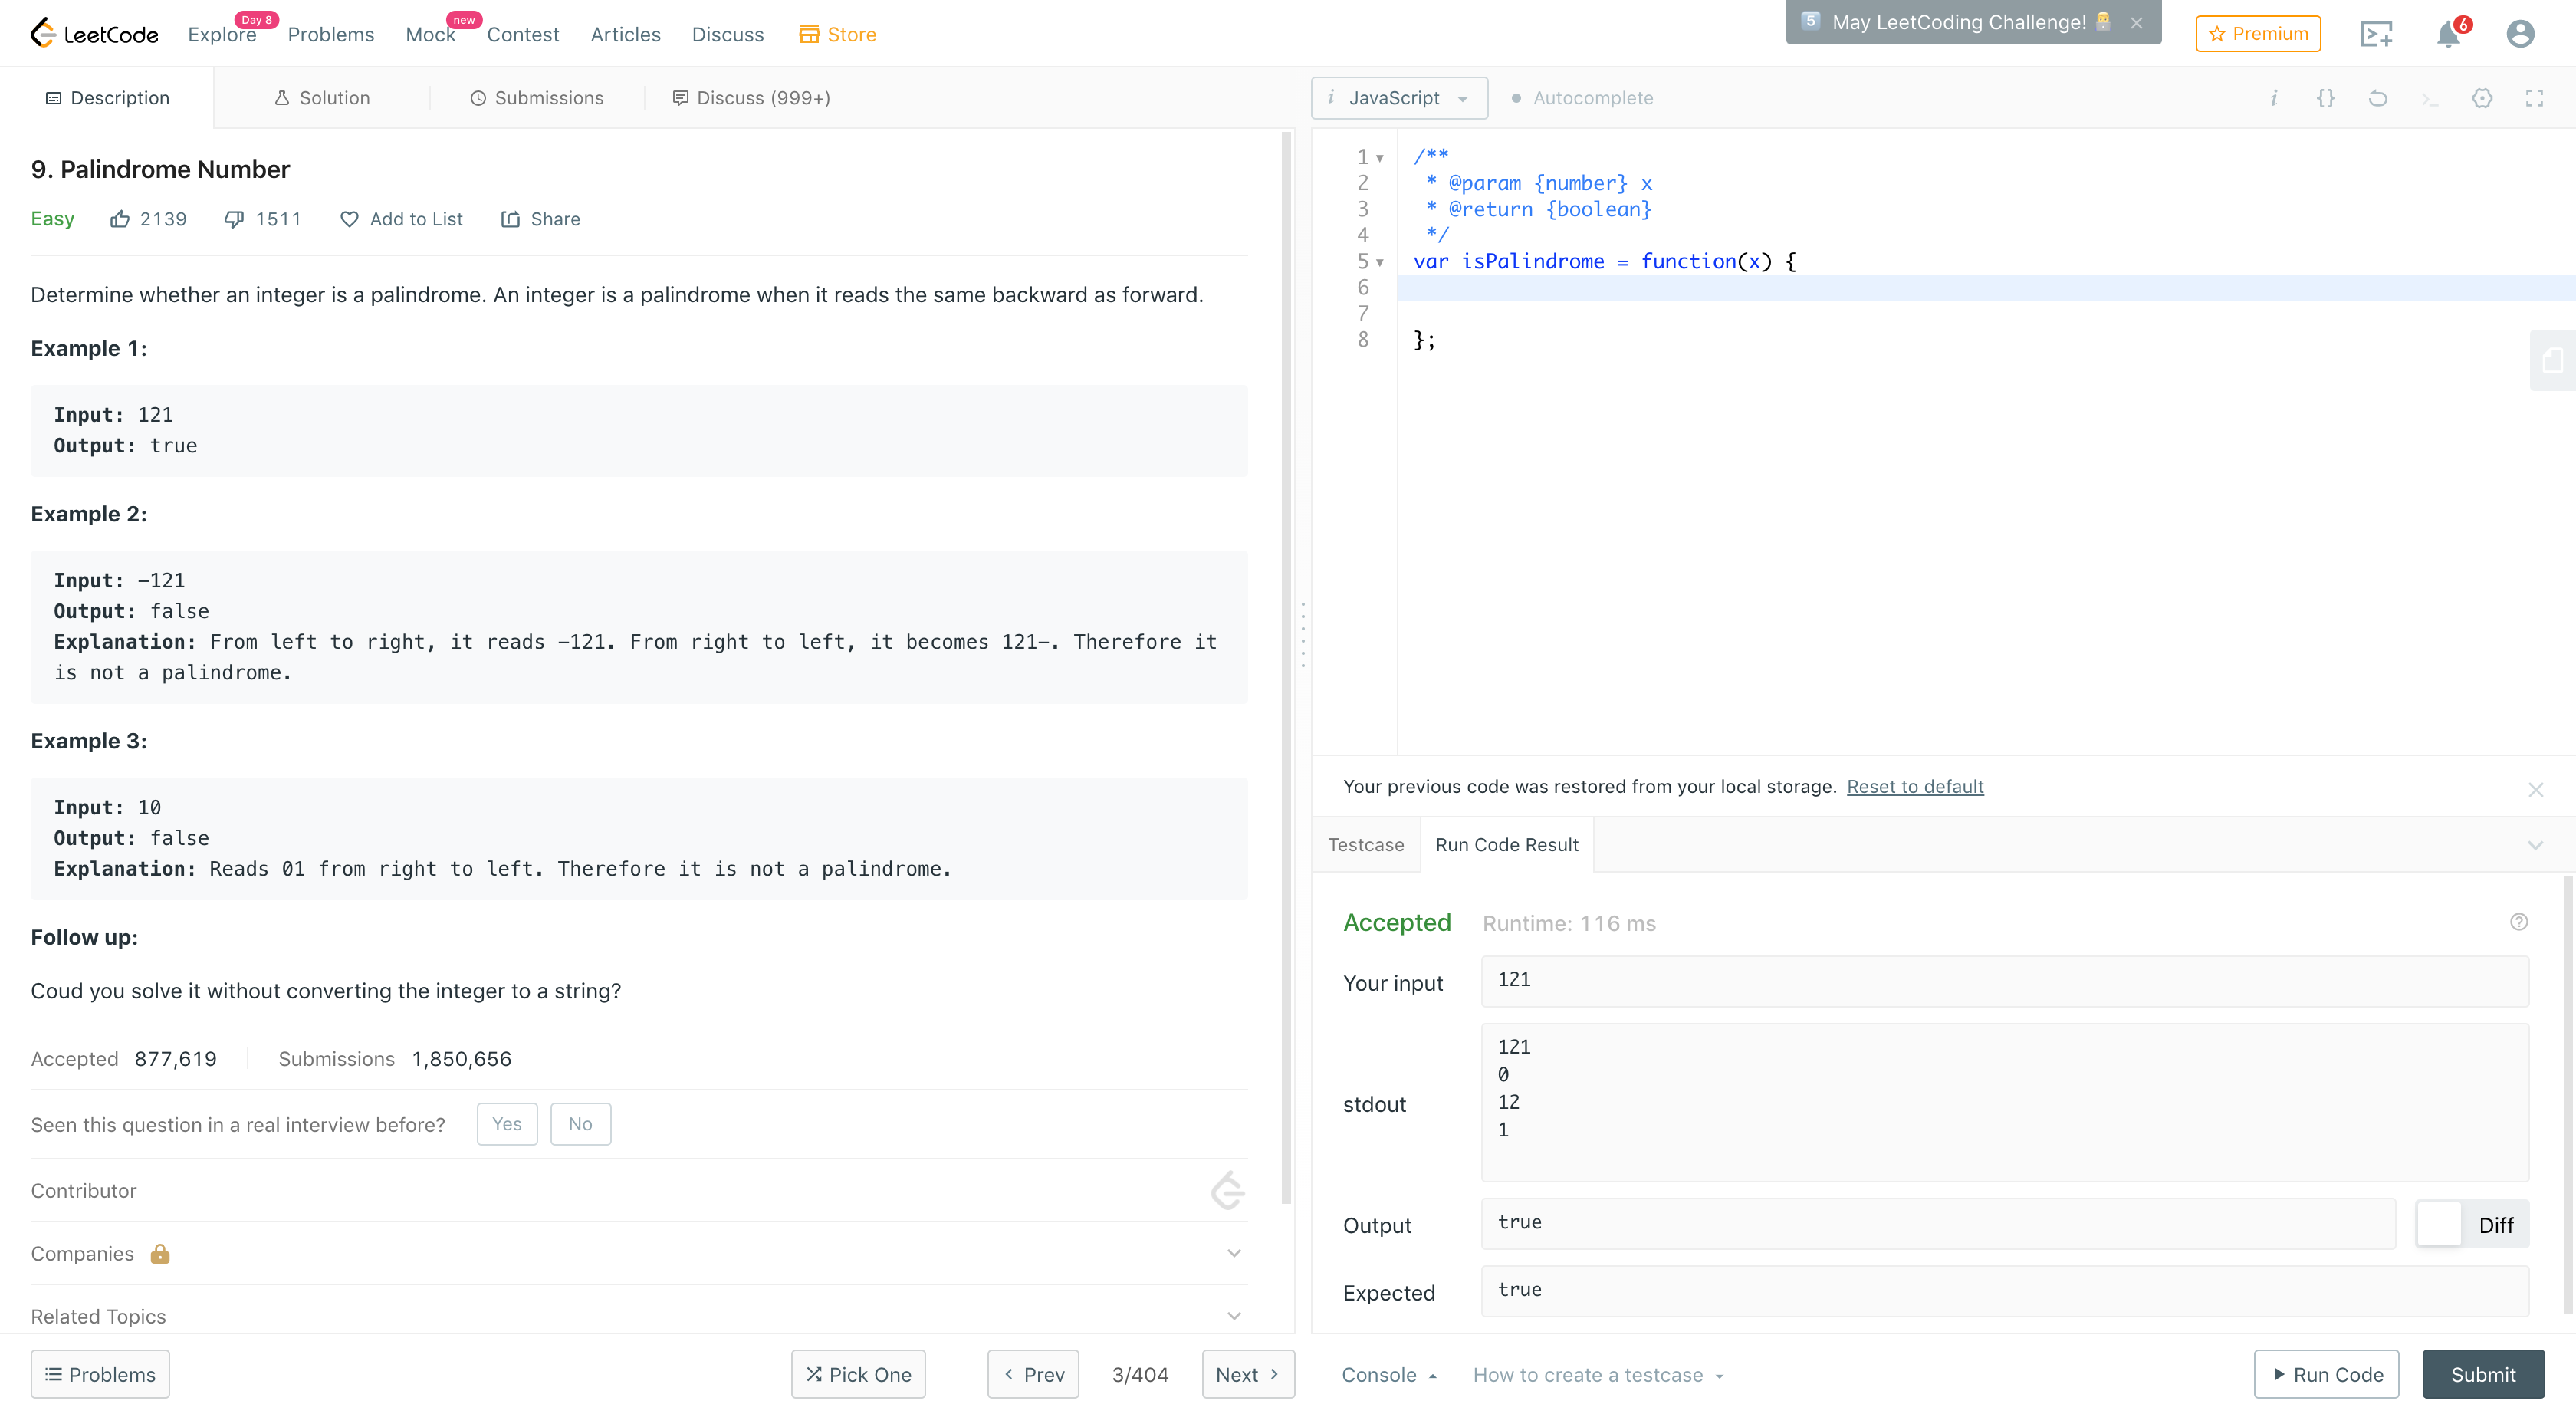 LeetCode Explore Day 8 Problems Mock new Contest Articles Discuss Store 5 May LeetCoding Challenge! × Premium 6
Description Solution Submissions Discuss (999+)
9. Palindrome Number
Easy 2139 1511 Add to List Share
Determine whether an integer is a palindrome. An integer is a palindrome when it reads the same backward as forward.
Example 1:
Input: 121
Output: true
Example 2:
Input: -121
Output: false
Explanation: From left to right, it reads -121. From right to left, it becomes 121-. Therefore it
is not a palindrome.
Example 3:
Input: 10
Output: false
Explanation: Reads 01 from right to left. Therefore it is not a palindrome.
Follow up:
Coud you solve it without converting the integer to a string?
Accepted 877,619 Submissions 1,850,656
Seen this question in a real interview before? Yes No
Contributor
Companies
Related Topics
Problems Pick One Prev 3/404 Next
i JavaScript Autocomplete i {} >_
1 /**
2 * @param {number} x
3 * @return {boolean}
4 */
5 var isPalindrome = function(x) {
6
7
8 };
Your previous code was restored from your local storage. Reset to default
Testcase Run Code Result
Accepted Runtime: 116 ms
Your input 121
stdout
121
0
12
1
Output true Diff
Expected true
Console How to create a testcase Run Code Submit